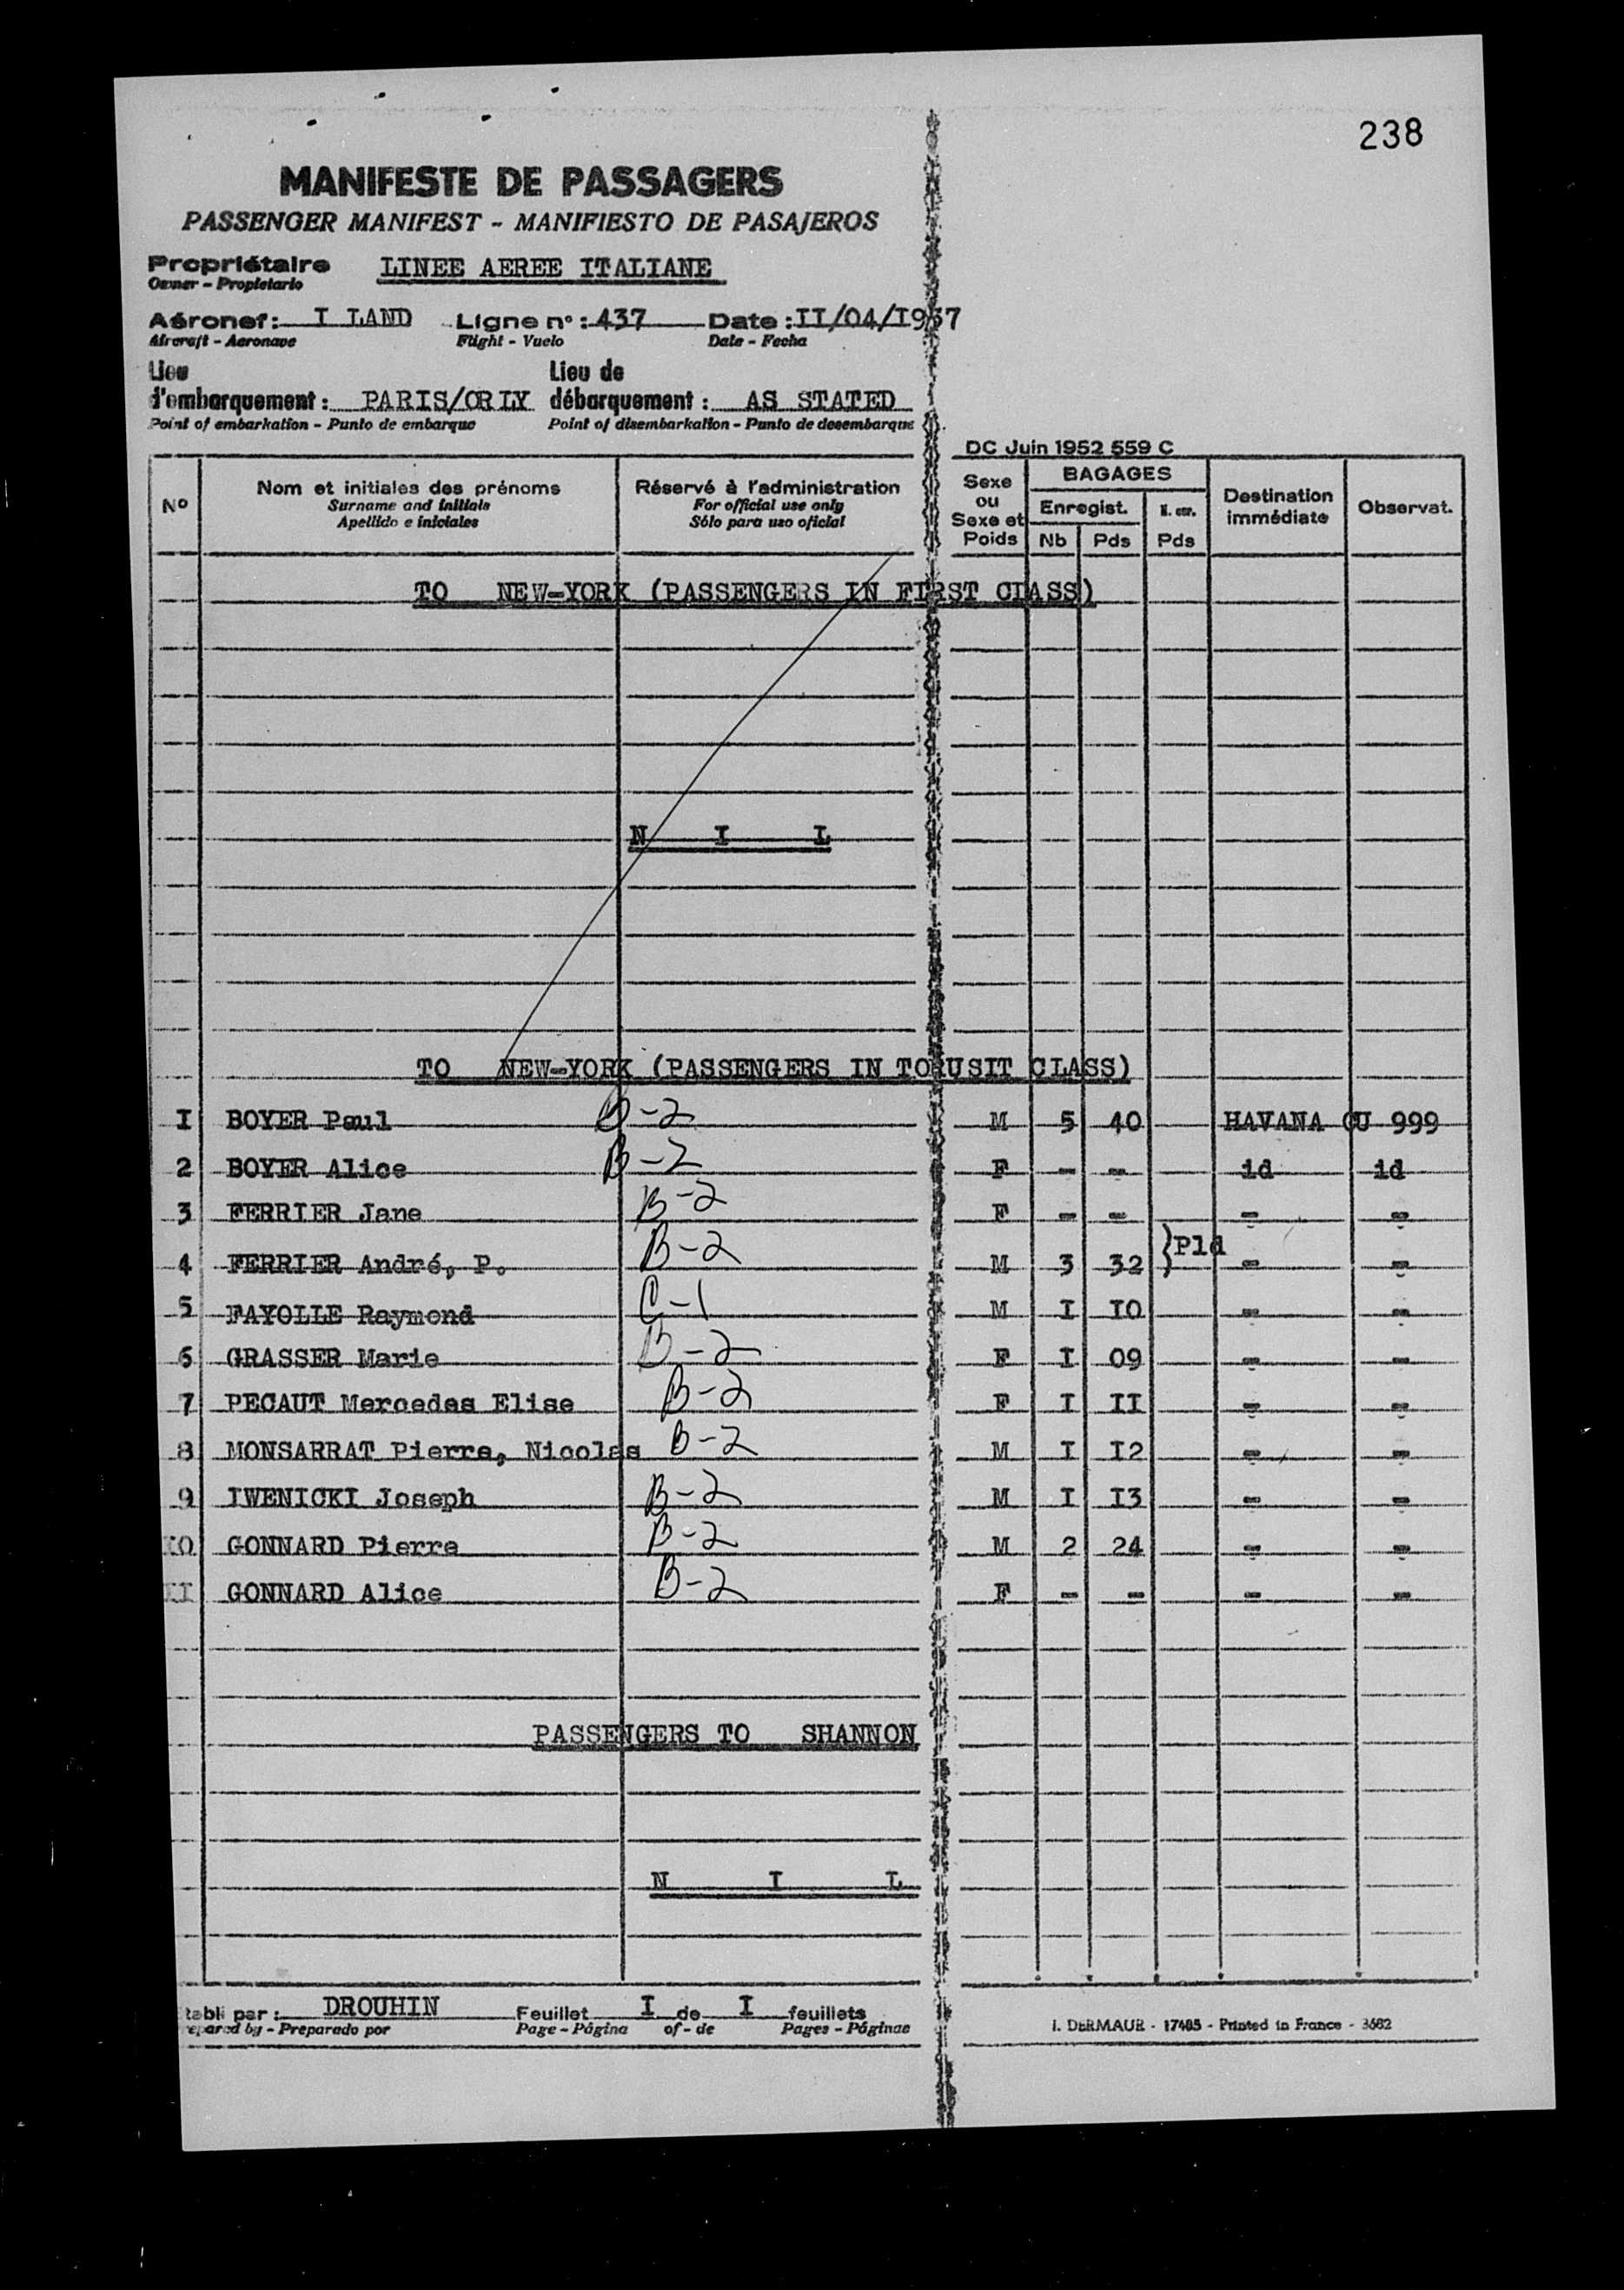 238
MANIFESTE DE PASSAGERS
PASSENGER MANIFEST - MANIFIESTO DE PASAJEROS
Propriétaire LINEE AEREE ITALIANE
Owner - Propietario
Aéronef: I LAND Ligne n°: 437 Date: II/04/I957
Aircraft - Aeronave Flight - Vuelo Date - Fecha
Lieu Lieu de
d'embarquement: PARIS/ORLY débarquement: AS STATED
Point of embarkation - Punto de embarque Point of disembarkation - Punto de desembarque
DC Juin 1952 559 C
N° Nom et initiales des prénoms Réservé à l'administration Sexe ou Sexe et Poids BAGAGES Destination immédiate Observat.
Surname and initials For official use only Enregist.
Apellido e iniciales Sólo para uso oficial Nb Pds Pds
TO NEW-YORK (PASSENGERS IN FIRST CLASS)
N I L
TO NEW-YORK (PASSENGERS IN TORUSIT CLASS)
I BOYER Paul B-2 M 5 40 HAVANA CU 999
2 BOYER Alice B-2 F - - id id
3 FERRIER Jane B-2 F - - - -
4 FERRIER André, P. B-2 M 3 32 }Pld - -
5 FAYOLLE Raymond C-1 M I I0 - -
6 GRASSER Marie B-2 F I 09 - -
7 PECAUT Mercedes Elise B-2 F I II - -
8 MONSARRAT Pierre, Nicolas B-2 M I I2 - -
9 IWENICKI Joseph B-2 M I I3 - -
I0 GONNARD Pierre B-2 M 2 24 - -
II GONNARD Alice B-2 F - - - -
PASSENGERS TO SHANNON
N I L
tabli par: DROUHIN Feuillet I de I feuillets
epared by - Preparado por Page - Página of - de Pages - Páginas
I. DERMAUR - 17485 - Printed in France - 3682